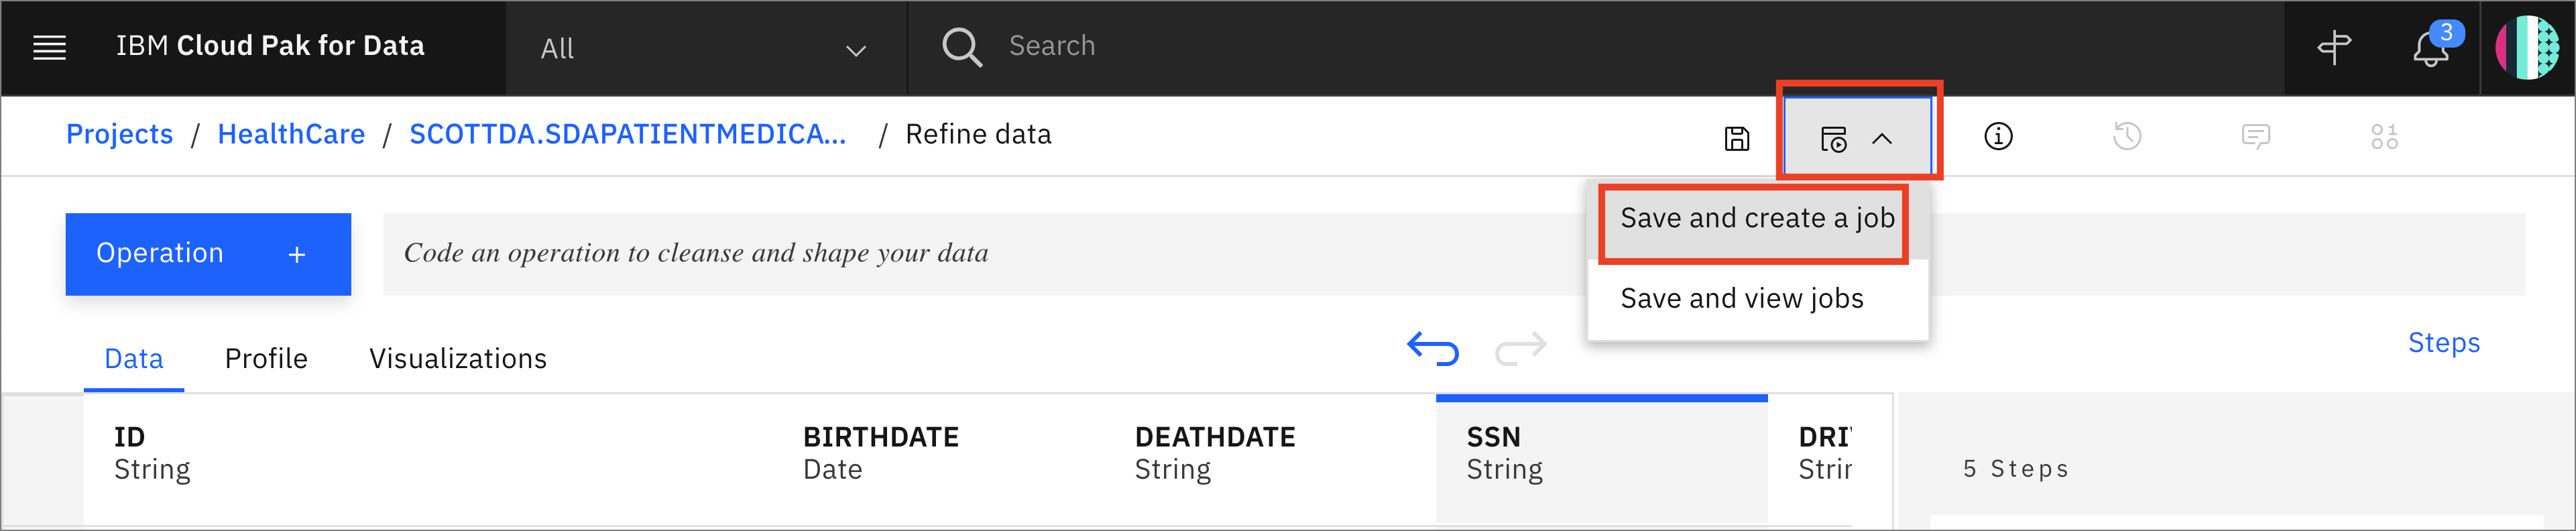 IBM Cloud Pak for Data
All
Search
3
Projects / HealthCare / SCOTTDA.SDAPATIENTMEDICA... / Refine data
Save and create a job
Save and view jobs
Operation +
Code an operation to cleanse and shape your data
Data Profile Visualizations
Steps
ID
String
BIRTHDATE
Date
DEATHDATE
String
SSN
String
5 Steps